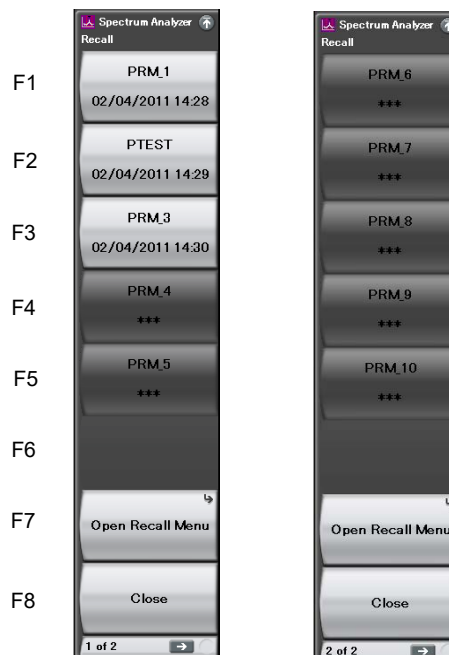 F1
F2
F3
F4
F5
F6
F7
F8
Spectrum Analyzer
Recall
PRM_1
02/04/2011 14:28
PTEST
02/04/2011 14:29
PRM_3
02/04/2011 14:30
PRM_4
***
PRM_5
***
Open Recall Menu
Close
1 of 2
Spectrum Analyzer
Recall
PRM_6
***
PRM_7
***
PRM_8
***
PRM_9
***
PRM_10
***
Open Recall Menu
Close
2 of 2